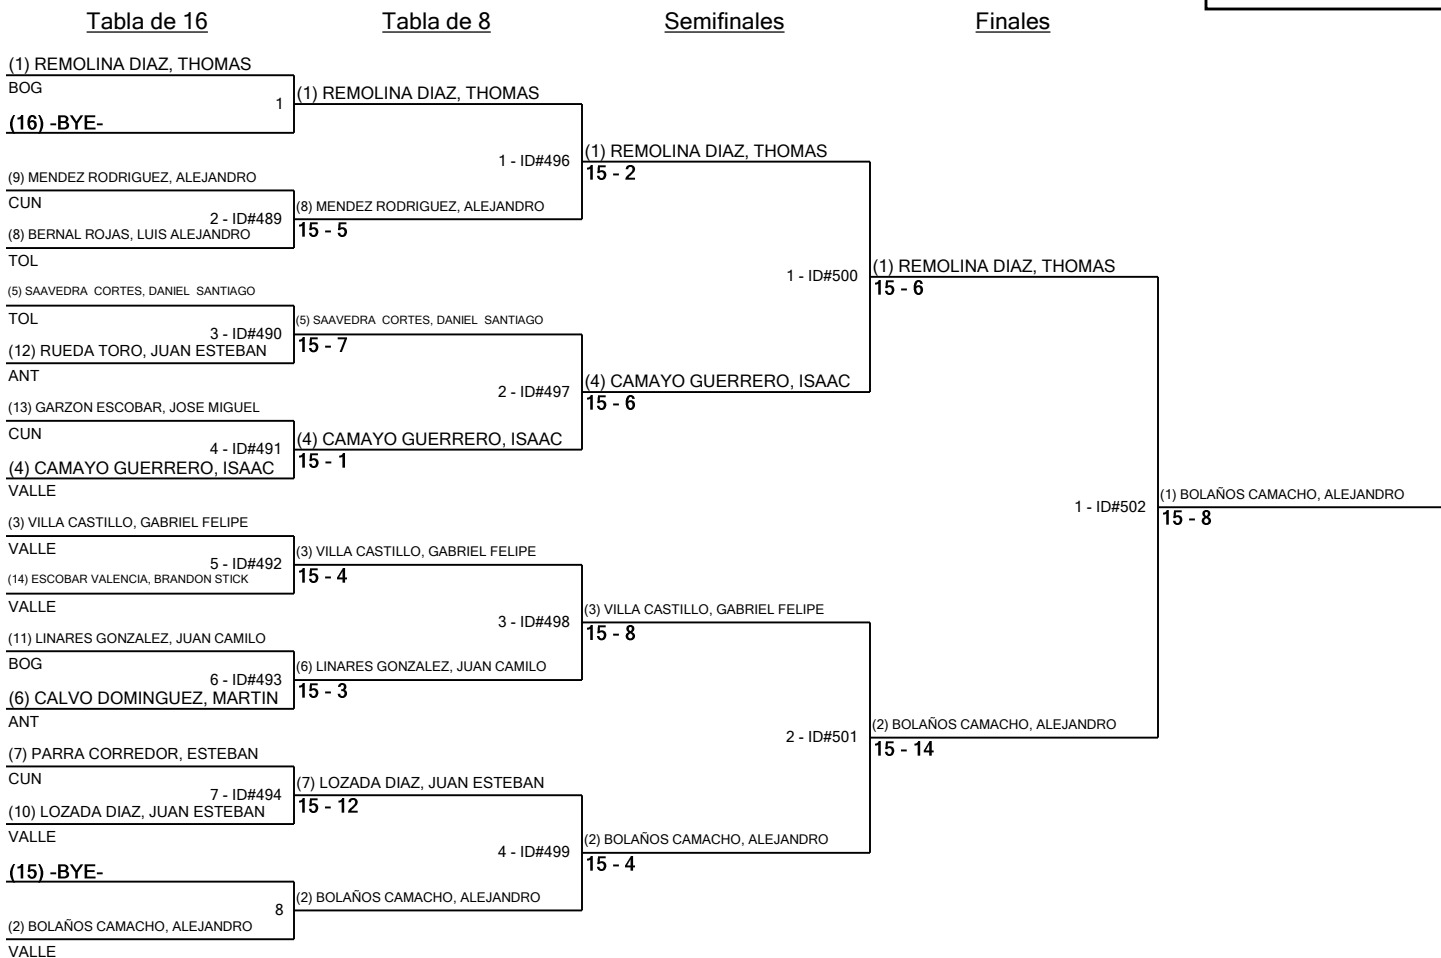 Tabla de 16
Tabla de 8
Semifinales
Finales
(1) REMOLINA DIAZ, THOMAS
BOG
1
(16) -BYE-
(9) MENDEZ RODRIGUEZ, ALEJANDRO
CUN
2 - ID#489
(8) BERNAL ROJAS, LUIS ALEJANDRO
TOL
(5) SAAVEDRA CORTES, DANIEL SANTIAGO
TOL
3 - ID#490
(12) RUEDA TORO, JUAN ESTEBAN
ANT
(13) GARZON ESCOBAR, JOSE MIGUEL
CUN
4 - ID#491
(4) CAMAYO GUERRERO, ISAAC
VALLE
(3) VILLA CASTILLO, GABRIEL FELIPE
VALLE
5 - ID#492
(14) ESCOBAR VALENCIA, BRANDON STICK
VALLE
(11) LINARES GONZALEZ, JUAN CAMILO
BOG
6 - ID#493
(6) CALVO DOMINGUEZ, MARTIN
ANT
(7) PARRA CORREDOR, ESTEBAN
CUN
7 - ID#494
(10) LOZADA DIAZ, JUAN ESTEBAN
VALLE
(15) -BYE-
8
(2) BOLAÑOS CAMACHO, ALEJANDRO
VALLE
(1) REMOLINA DIAZ, THOMAS
1 - ID#496
(8) MENDEZ RODRIGUEZ, ALEJANDRO
15 - 5
(5) SAAVEDRA CORTES, DANIEL SANTIAGO
15 - 7
2 - ID#497
(4) CAMAYO GUERRERO, ISAAC
15 - 1
(3) VILLA CASTILLO, GABRIEL FELIPE
15 - 4
3 - ID#498
(6) LINARES GONZALEZ, JUAN CAMILO
15 - 3
(7) LOZADA DIAZ, JUAN ESTEBAN
15 - 12
4 - ID#499
(2) BOLAÑOS CAMACHO, ALEJANDRO
(1) REMOLINA DIAZ, THOMAS
15 - 2
1 - ID#500
(4) CAMAYO GUERRERO, ISAAC
15 - 6
(3) VILLA CASTILLO, GABRIEL FELIPE
15 - 8
2 - ID#501
(2) BOLAÑOS CAMACHO, ALEJANDRO
15 - 4
(1) REMOLINA DIAZ, THOMAS
15 - 6
1 - ID#502
(2) BOLAÑOS CAMACHO, ALEJANDRO
15 - 14
(1) BOLAÑOS CAMACHO, ALEJANDRO
15 - 8